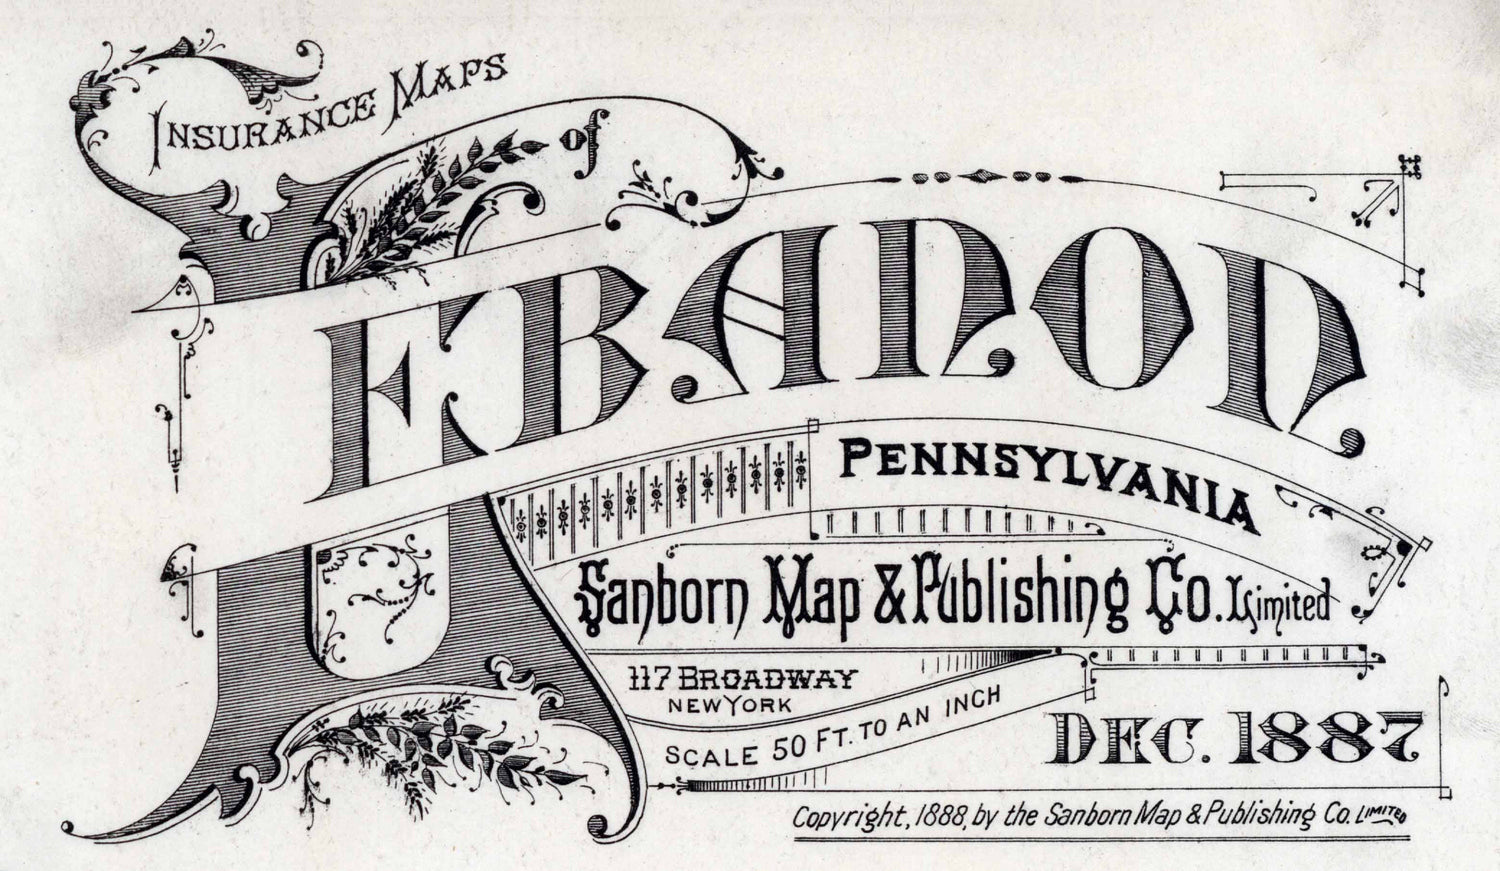 INSURANCE MAPS
of
LEBANON
PENNSYLVANIA
Sanborn Map & Publishing Co. Limited
117 BROADWAY
NEW YORK
SCALE 50 FT. TO AN INCH
DEC. 1887
Copyright, 1888, by the Sanborn Map & Publishing Co. LIMITED